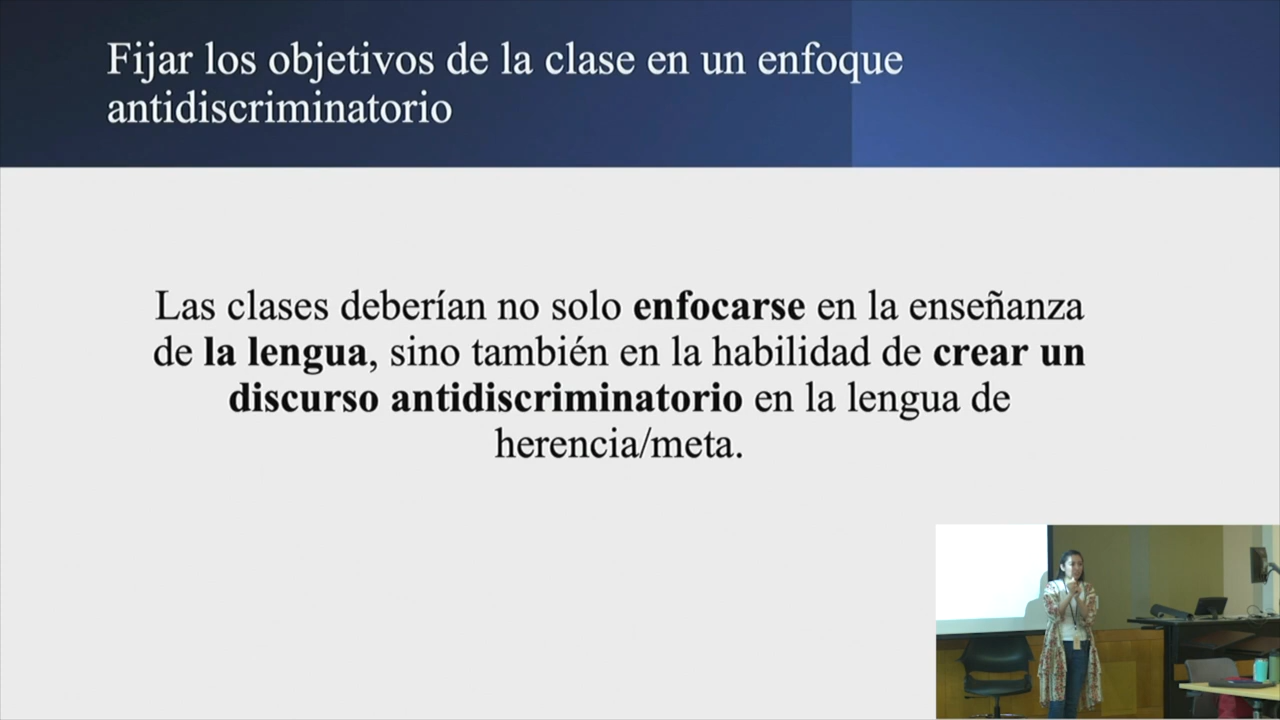 Fijar los objetivos de la clase en un enfoque
antidiscriminatorio
Las clases deberían no solo enfocarse en la enseñanza
de la lengua, sino también en la habilidad de crear un
discurso antidiscriminatorio en la lengua de
herencia/meta.